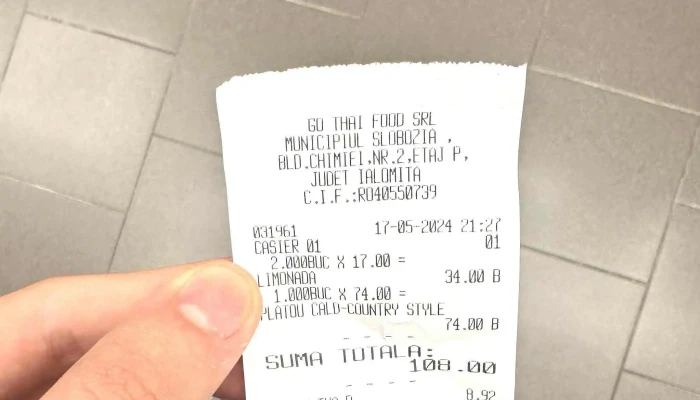 GO THAI FOOD SRL
MUNICIPIUL SLOBOZIA ,
BLD.CHIMIEI,NR.2,ETAJ P,
JUDET IALOMITA
C.I.F.:RO40550739
031961 17-05-2024 21:27
CASIER 01 01
2.000BUC X 17.00 =
LIMONADA 34.00 B
1.000BUC X 74.00 =
PLATOU CALD-COUNTRY STYLE
74.00 B
- - - -
SUMA TOTALA:
108.00
- - - -
8.92